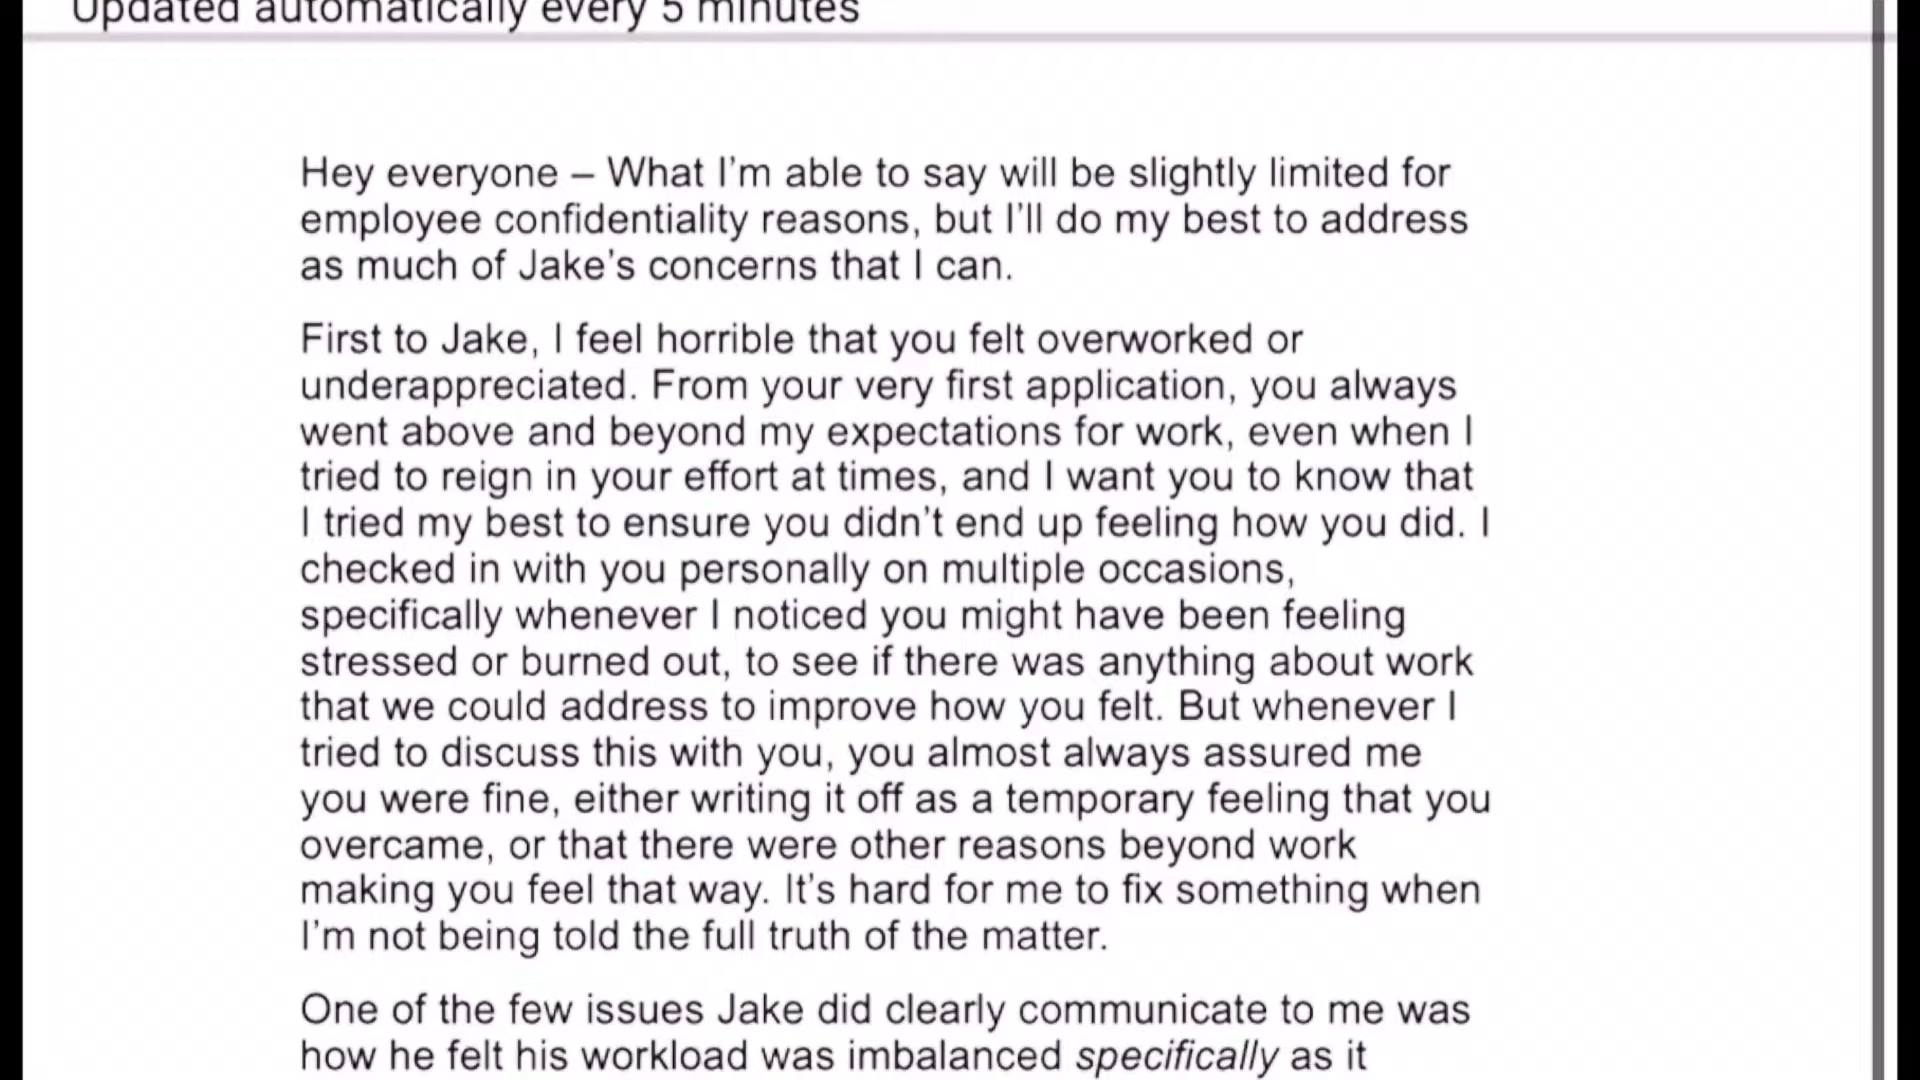 Updated automatically every 5 minutes
Hey everyone – What I'm able to say will be slightly limited for
employee confidentiality reasons, but I'll do my best to address
as much of Jake's concerns that I can.
First to Jake, I feel horrible that you felt overworked or
underappreciated. From your very first application, you always
went above and beyond my expectations for work, even when I
tried to reign in your effort at times, and I want you to know that
I tried my best to ensure you didn't end up feeling how you did. I
checked in with you personally on multiple occasions,
specifically whenever I noticed you might have been feeling
stressed or burned out, to see if there was anything about work
that we could address to improve how you felt. But whenever I
tried to discuss this with you, you almost always assured me
you were fine, either writing it off as a temporary feeling that you
overcame, or that there were other reasons beyond work
making you feel that way. It's hard for me to fix something when
I'm not being told the full truth of the matter.
One of the few issues Jake did clearly communicate to me was
how he felt his workload was imbalanced specifically as it